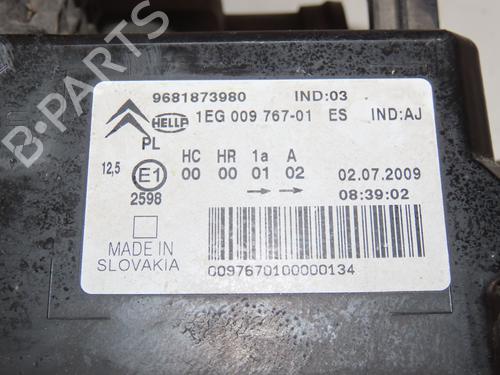 9681873980 IND:03
HELLA 1EG 009 767-01 ES IND:AJ
PL
HC HR 1a A
12,5 E1 00 00 01 02 02.07.2009
2598 08:39:02
MADE IN
SLOVAKIA
0097670100000134
B-PARTS